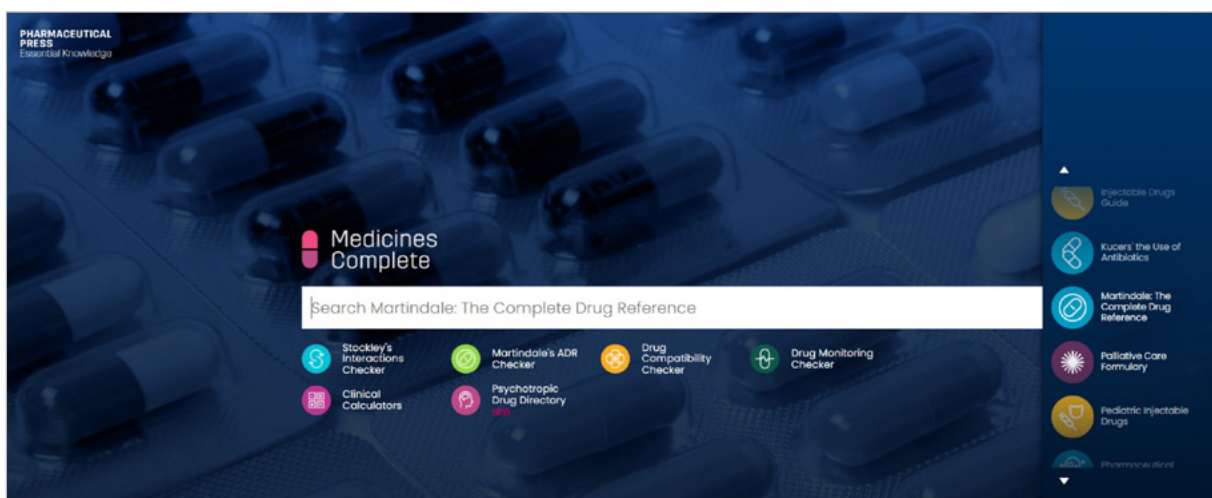 PHARMACEUTICAL
PRESS
Essential Knowledge
Medicines
Complete
Search Martindale: The Complete Drug Reference
Stockley's
Interactions
Checker
Martindale's ADR
Checker
Drug
Compatibility
Checker
Drug Monitoring
Checker
Clinical
Calculators
Psychotropic
Drug Directory
NEW
Injectable Drugs
Guide
Kucers' the Use of
Antibiotics
Martindale: The
Complete Drug
Reference
Palliative Care
Formulary
Pediatric Injectable
Drugs
Pharmaceutical